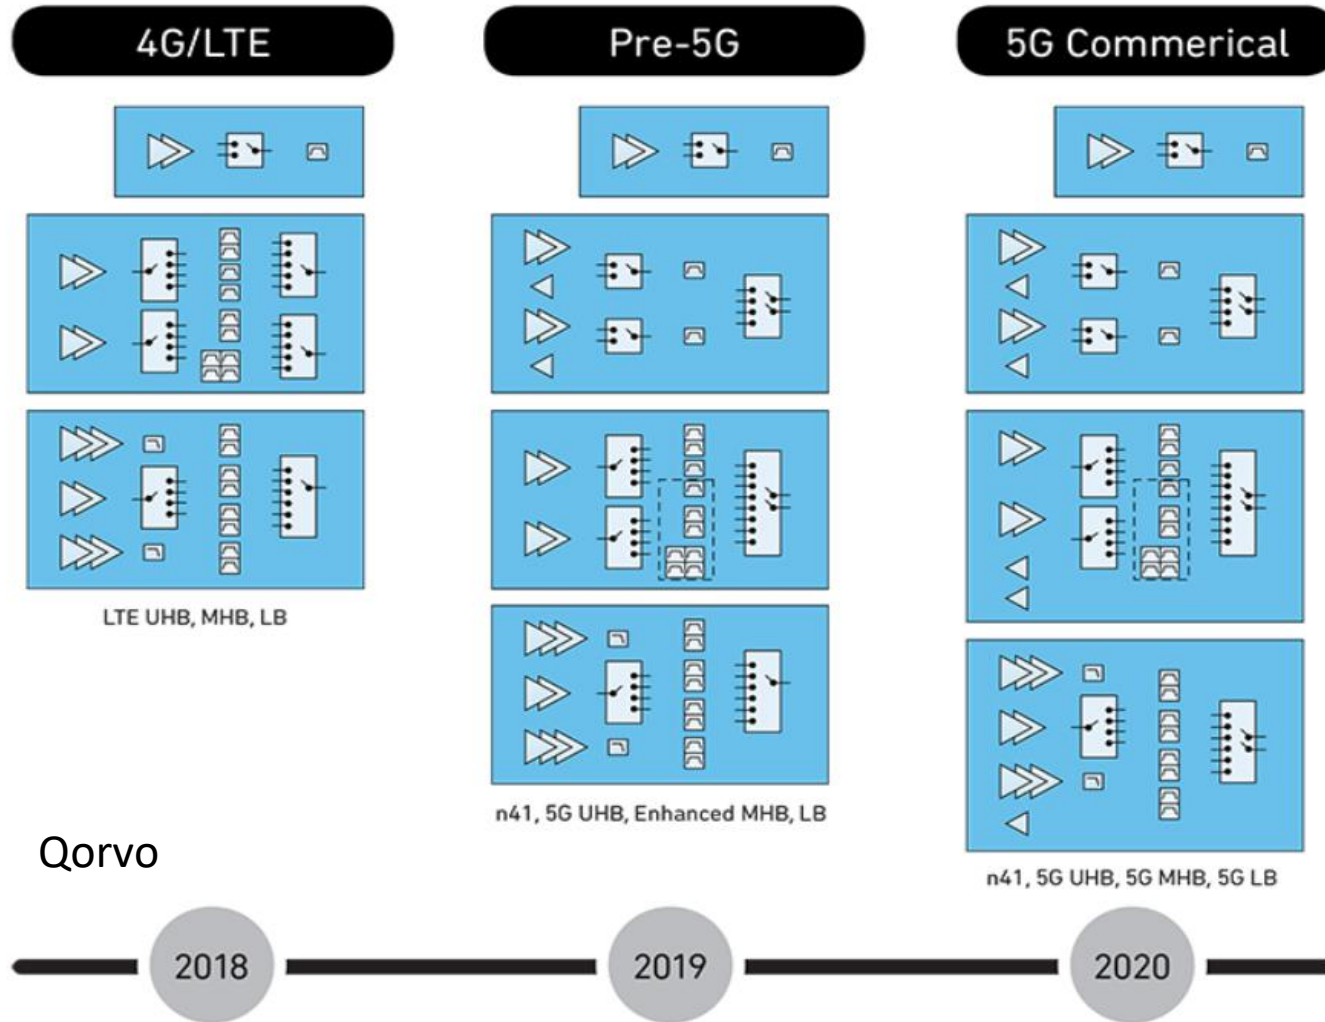 4G/LTE
Pre-5G
5G Commerical
LTE UHB, MHB, LB
n41, 5G UHB, Enhanced MHB, LB
n41, 5G UHB, 5G MHB, 5G LB
Qorvo
2018
2019
2020